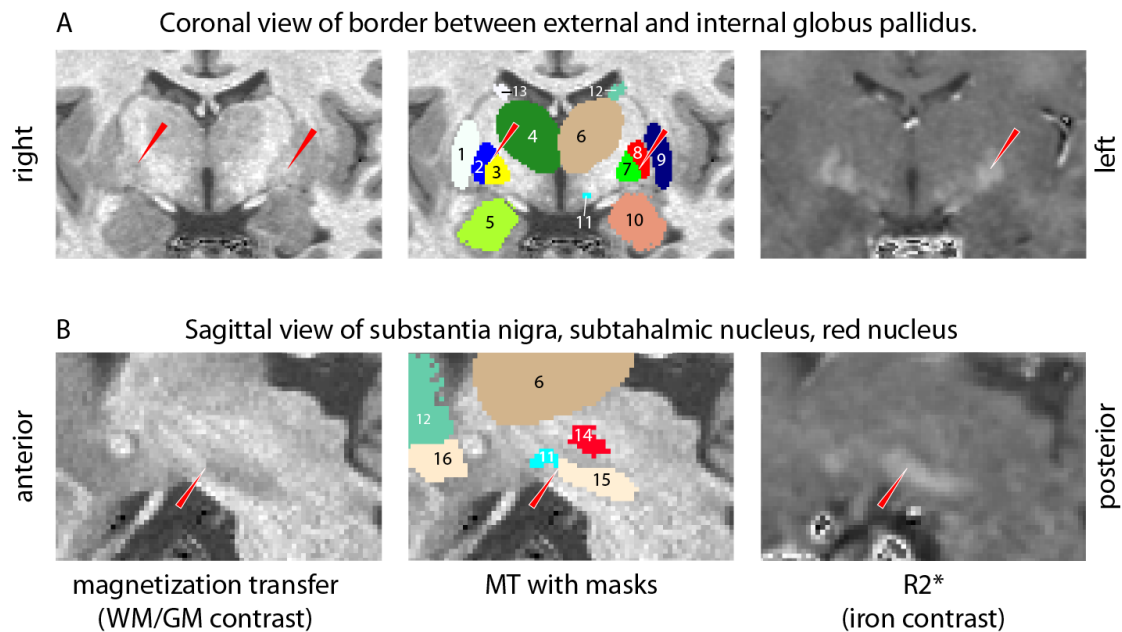 A Coronal view of border between external and internal globus pallidus.
right
left
13
12
4
6
1
2
3
8
7
9
5
11
10
B Sagittal view of substantia nigra, subtahalmic nucleus, red nucleus
anterior
posterior
6
12
14
11
16
15
magnetization transfer
(WM/GM contrast)
MT with masks
R2*
(iron contrast)